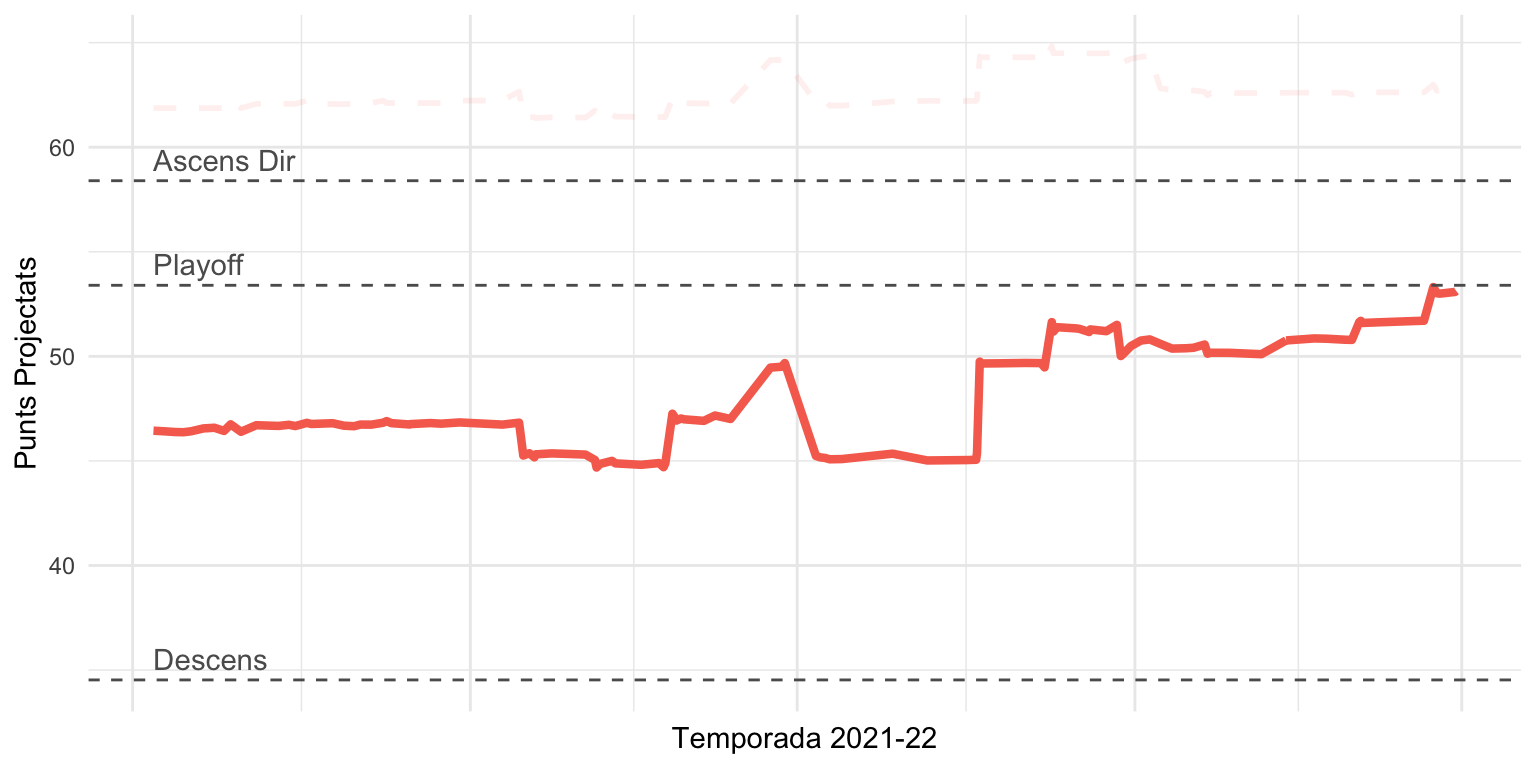 60
Ascens Dir
Playoff
50
40
Descens
Punts Projectats
Temporada 2021-22